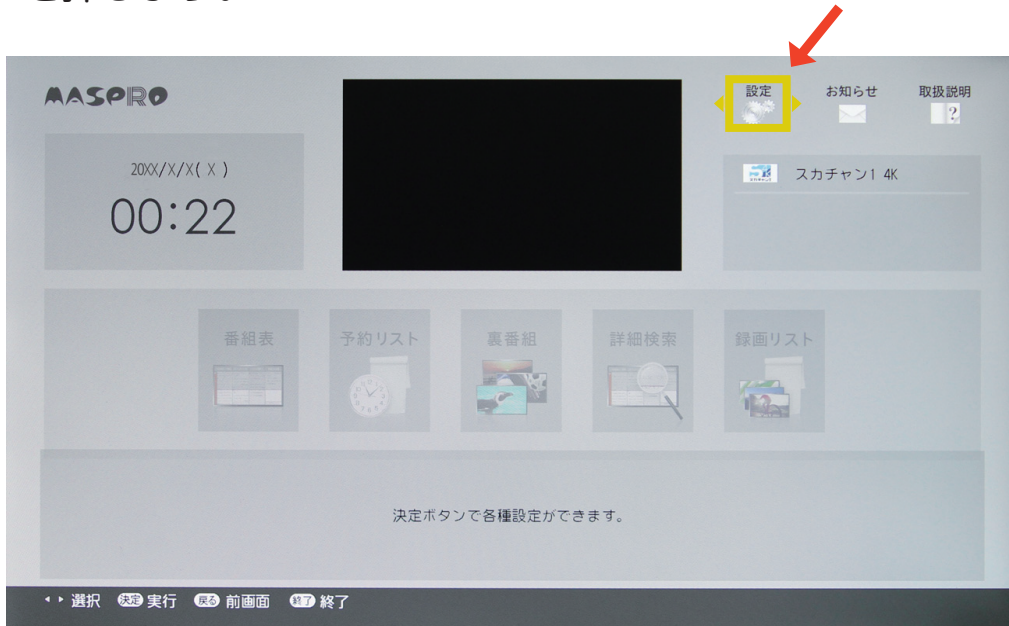 MASPRO
設定
お知らせ
取扱説明
20XX/X/X( X )
00:22
スカチャン1 4K
番組表
予約リスト
裏番組
詳細検索
録画リスト
決定ボタンで各種設定ができます。
選択 決定 実行 戻る 前画面 終了 終了